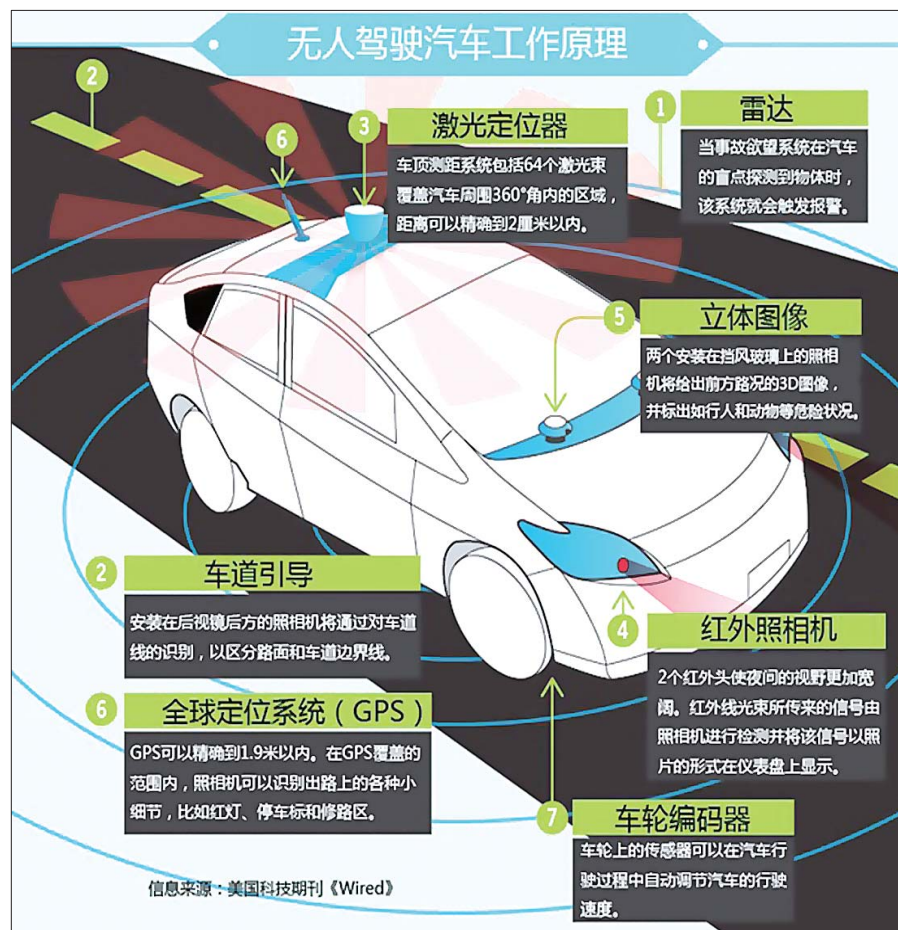 无人驾驶汽车工作原理
2
6
3
激光定位器
车顶测距系统包括64个激光束
覆盖汽车周围360°角内的区域,
距离可以精确到2厘米以内。
1
雷达
当事故欲望系统在汽车
的盲点探测到物体时,
该系统就会触发报警。
5
立体图像
两个安装在挡风玻璃上的照相
机将给出前方路况的3D图像,
并标出如行人和动物等危险状况。
2
车道引导
安装在后视镜后方的照相机将通过对车道
线的识别,以区分路面和车道边界线。
4
红外照相机
2个红外头使夜间的视野更加宽
阔。红外线光束所传来的信号由
照相机进行检测并将该信号以照
片的形式在仪表盘上显示。
6
全球定位系统(GPS)
GPS可以精确到1.9米以内。在GPS覆盖的
范围内,照相机可以识别出路上的各种小
细节,比如红灯、停车标和修路区。
7
车轮编码器
车轮上的传感器可以在汽车行
驶过程中自动调节汽车的行驶
速度。
信息来源:美国科技期刊《Wired》